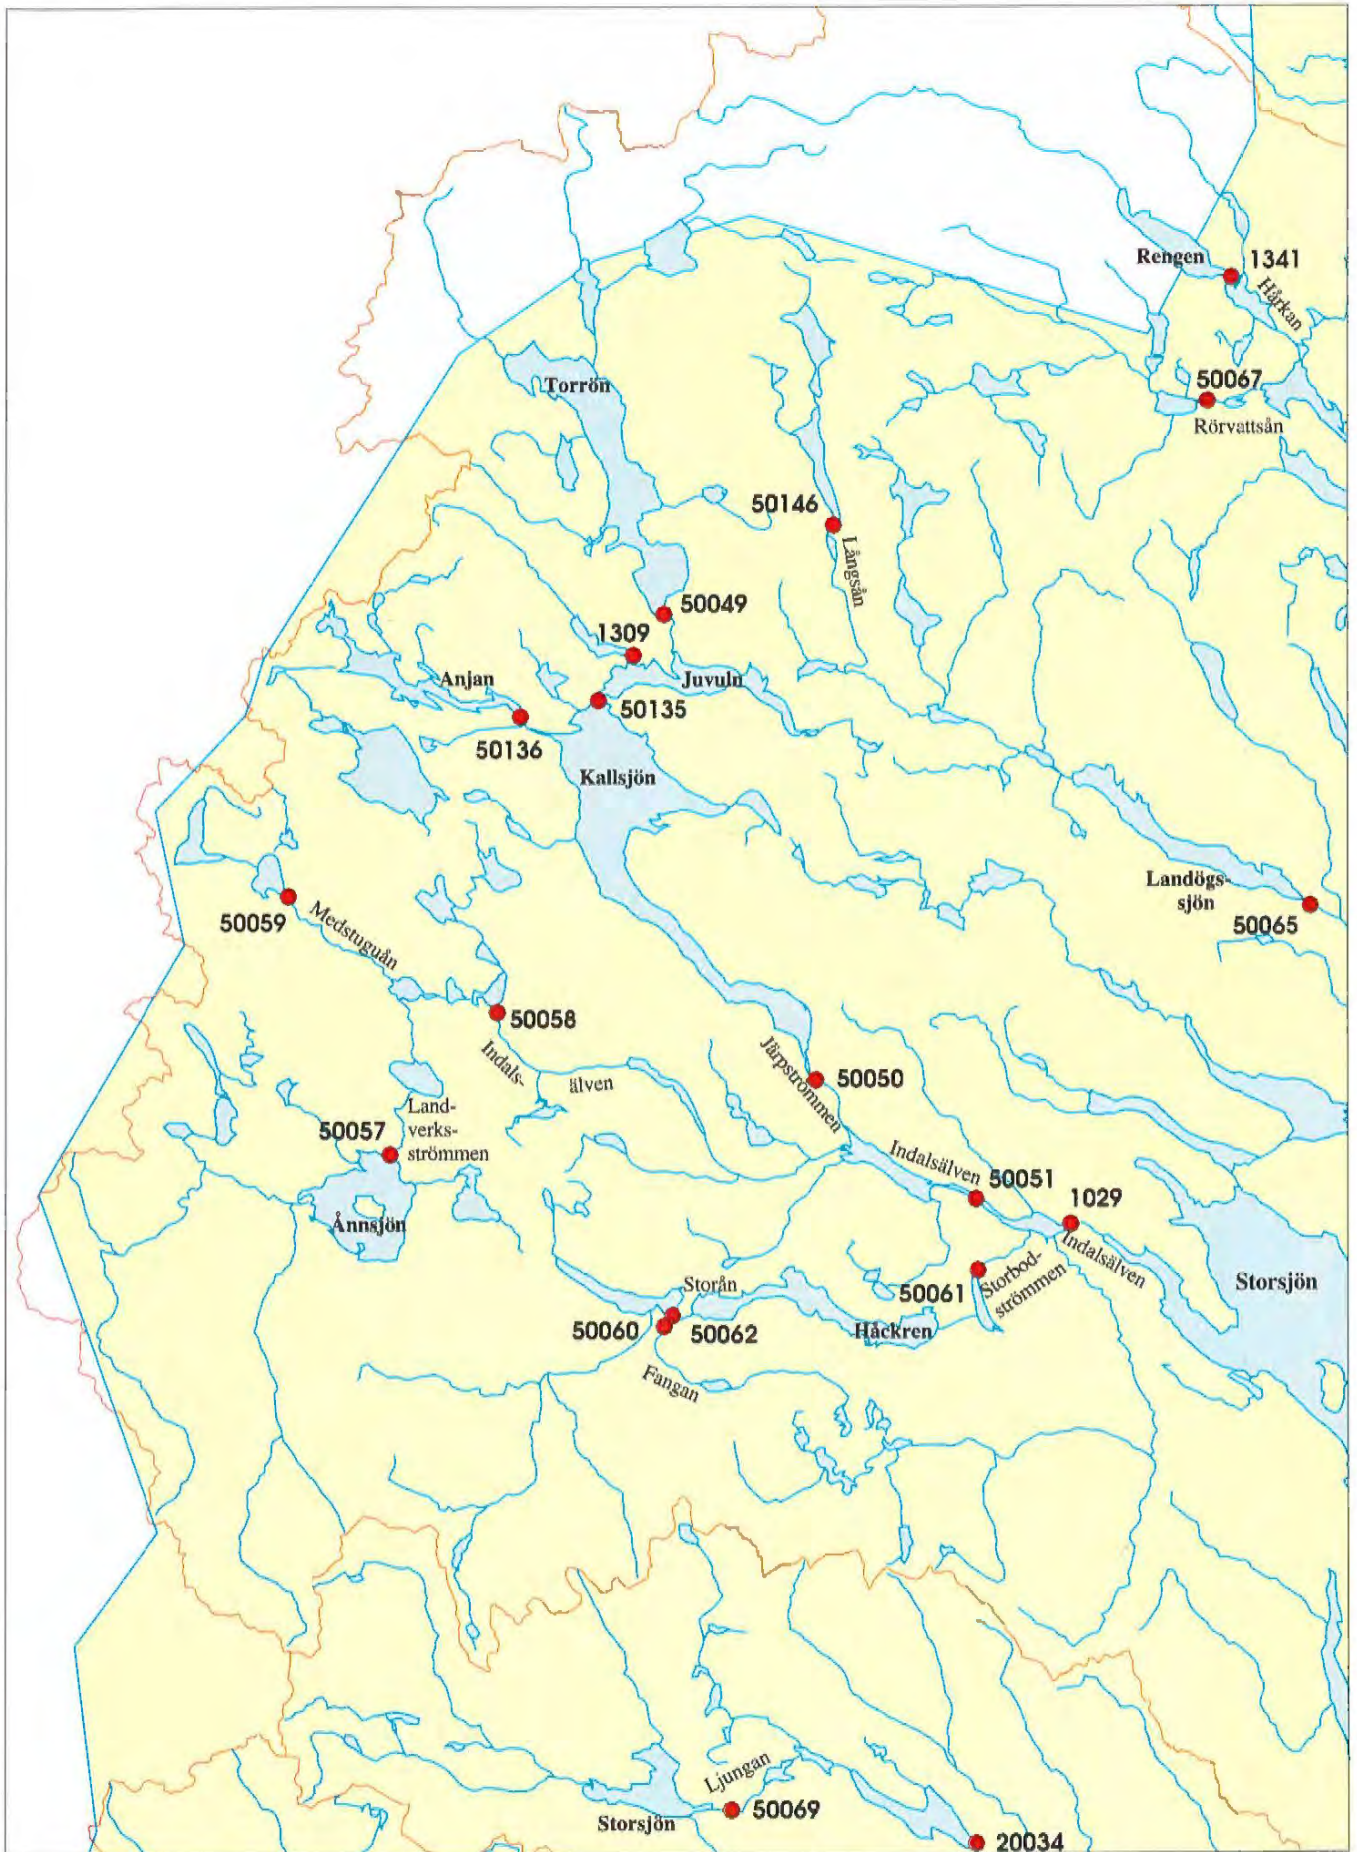 Rengen
1341
Hårkan
Torrön
50067
Rörvattsån
50146
Långsån
50049
1309
Anjan
Juvuln
50135
50136
Kallsjön
Landögs-
sjön
50065
50059
Medstuguån
50058
Indals-
älven
Järpströmmen
50050
Land-
verks-
strömmen
50057
Indalsälven
50051
1029
Indalsälven
Ånnsjön
Storån
50061
Storbod-
strömmen
Storsjön
50060
50062
Håckren
Fangan
Ljungan
50069
Storsjön
20034